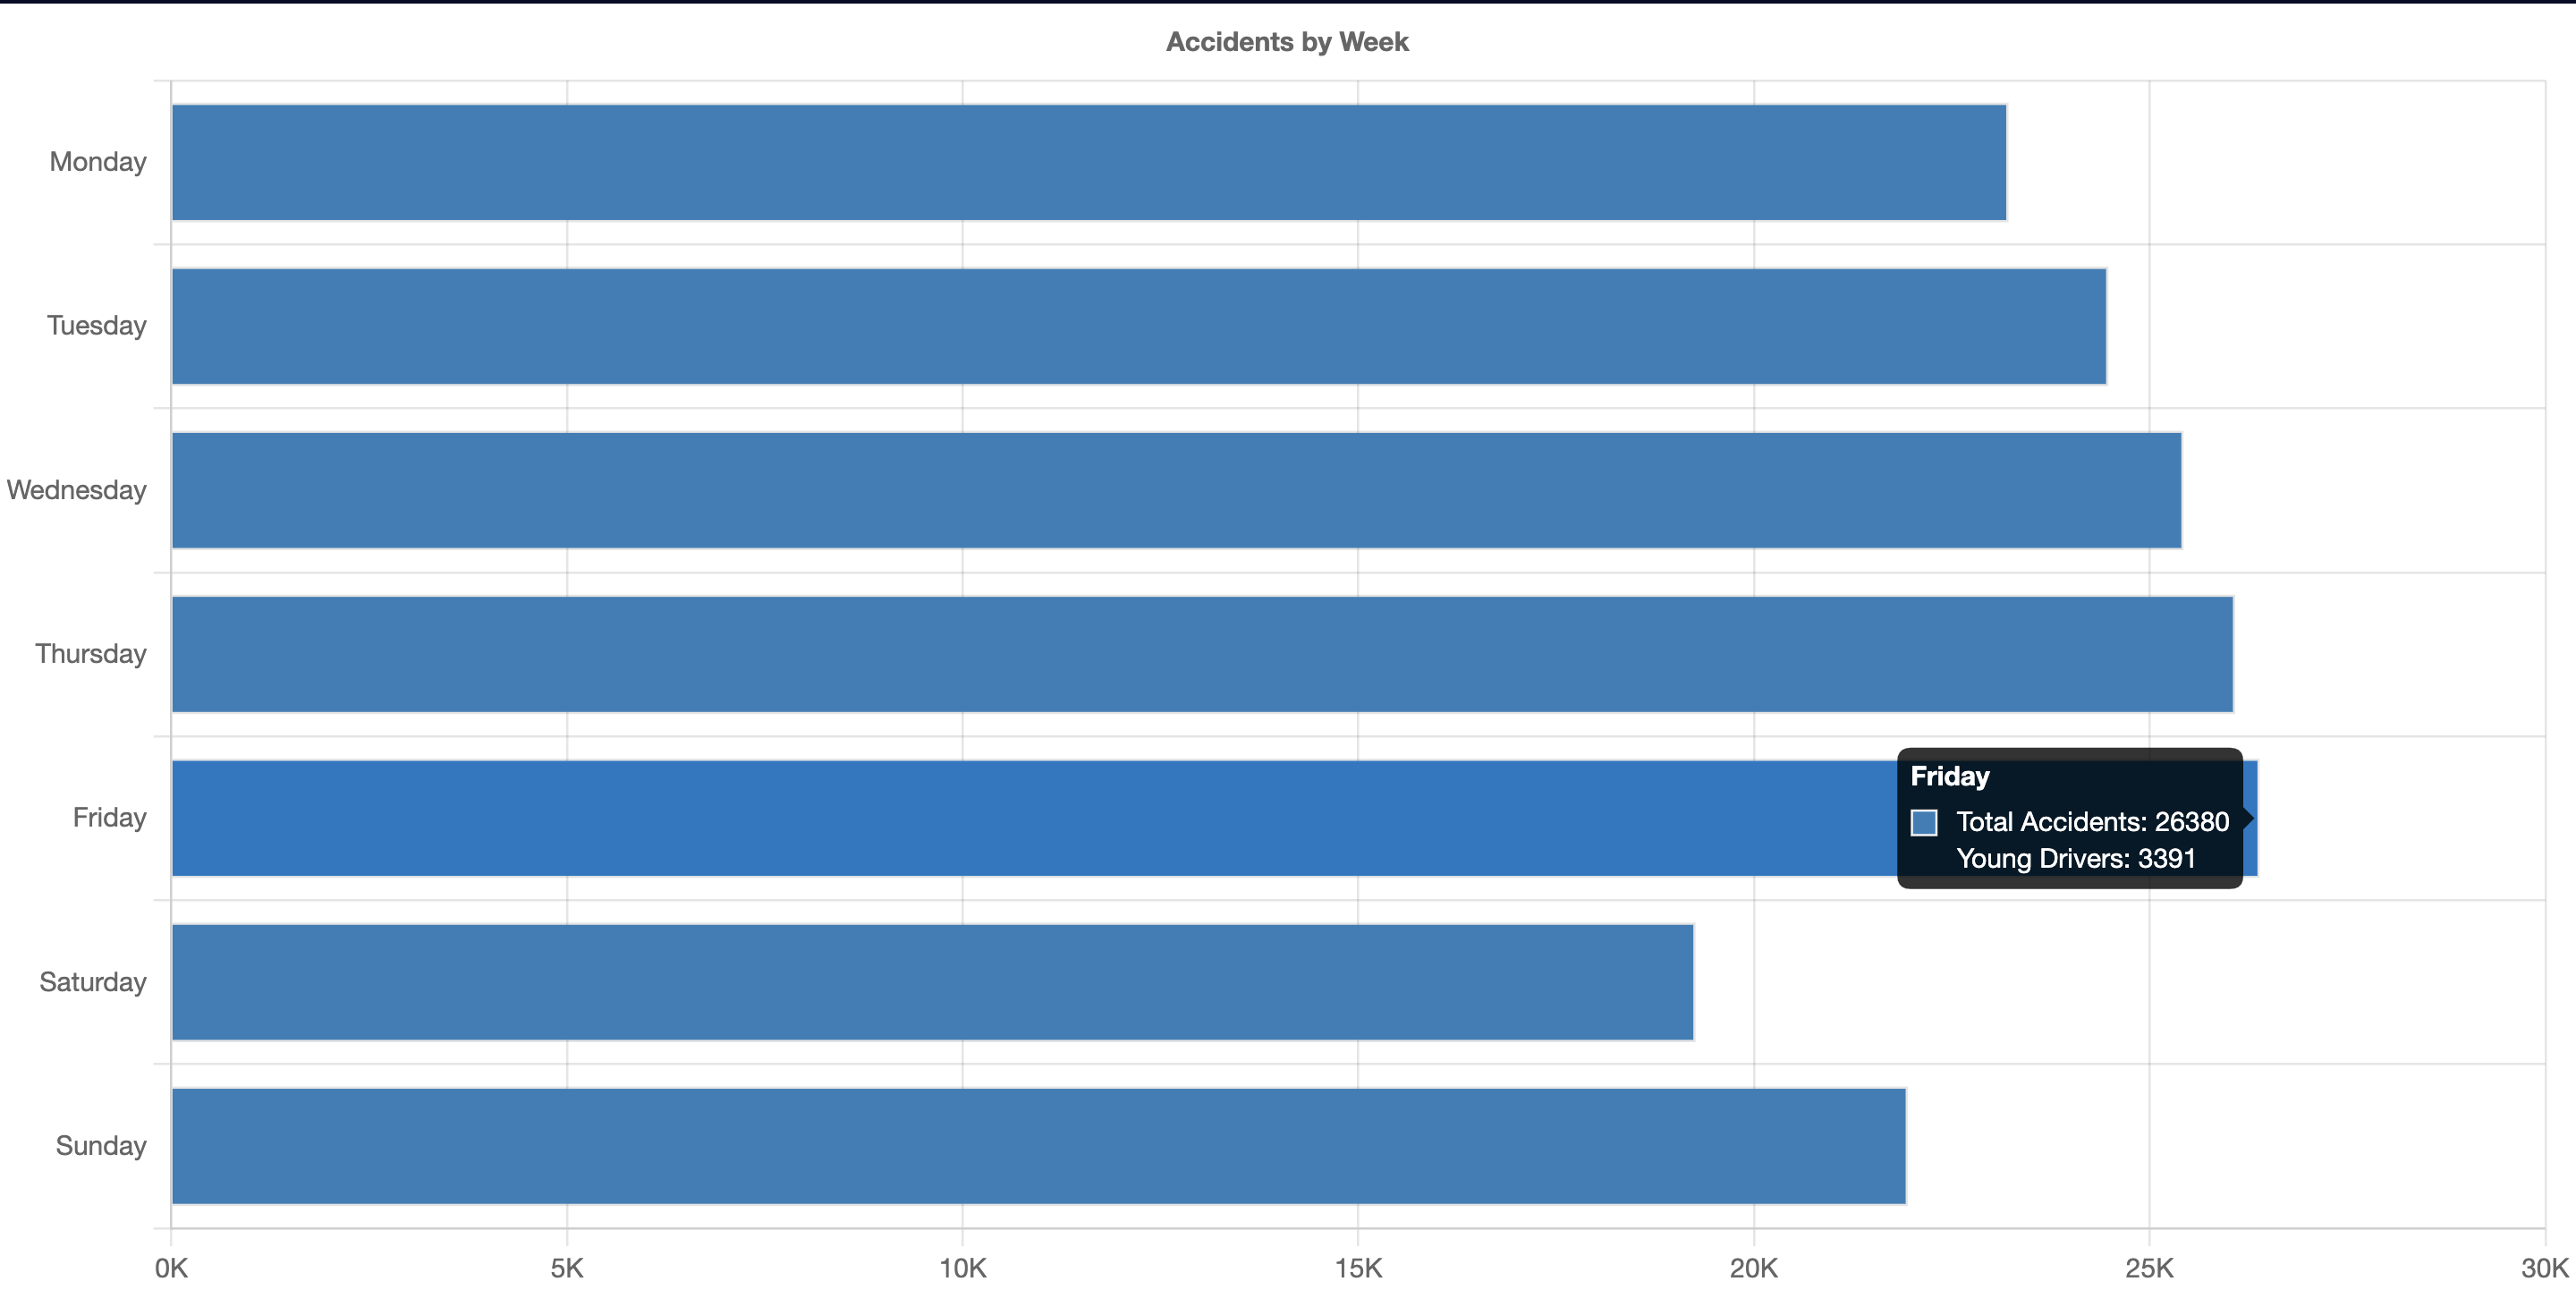 Accidents by Week
Monday
Tuesday
Wednesday
Thursday
Friday
Friday
Total Accidents: 26380
Young Drivers: 3391
Saturday
Sunday
0K 5K 10K 15K 20K 25K 30K